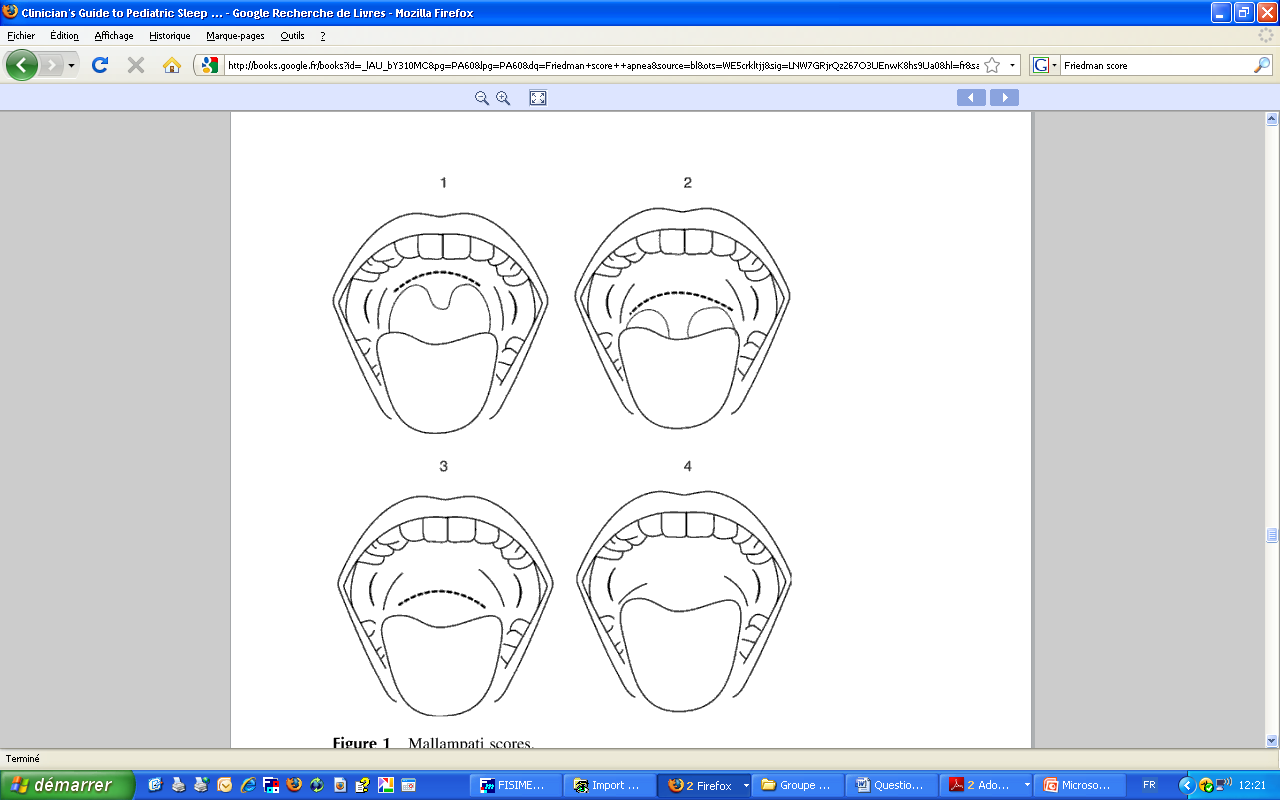 Clinician's Guide to Pediatric Sleep ... - Google Recherche de Livres - Mozilla Firefox
Fichier Édition Affichage Historique Marque-pages Outils ?
http://books.google.fr/books?id=_lAU_bY310MC&pg=PA60&lpg=PA60&dq=Friedman+score++apnea&source=bl&ots=WE5crkltjj&sig=LNW7GRjrQz267O3UEnwK8hs9Ua0&hl=fr&sa
Friedman score
1 2
3 4
Figure 1 Mallampati scores.
Terminé
démarrer FISIME... Import ... 2 Firefox Groupe ... Questio... 2 Ado... Microso... FR 12:21